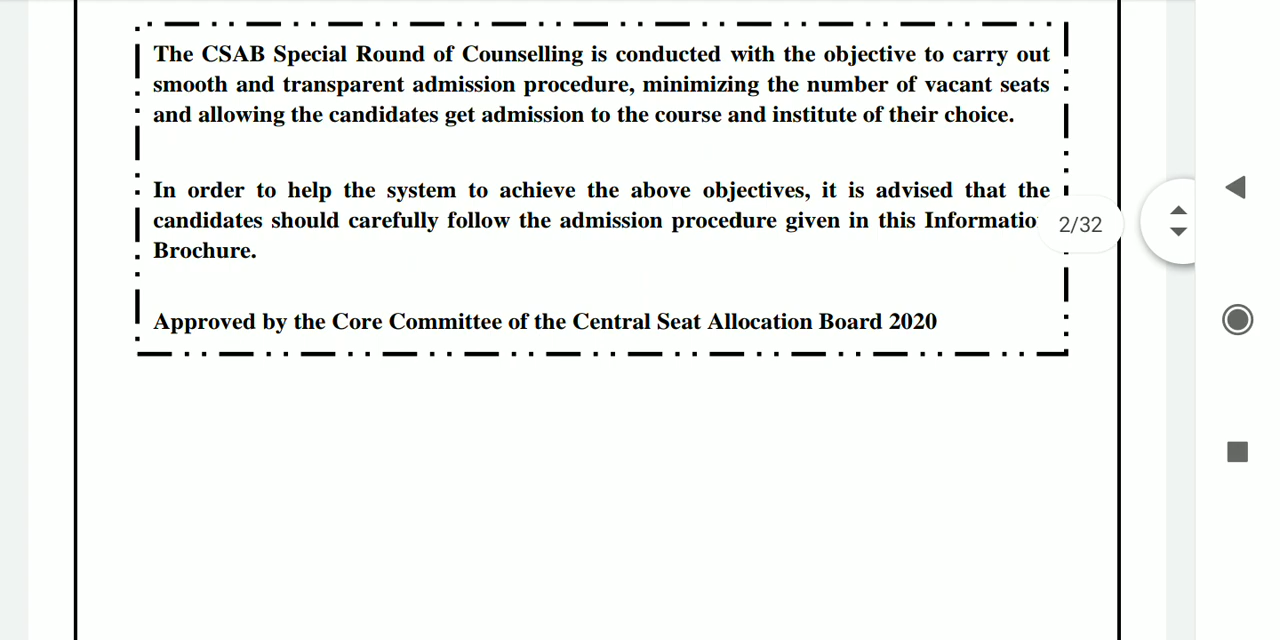 The CSAB Special Round of Counselling is conducted with the objective to carry out
smooth and transparent admission procedure, minimizing the number of vacant seats
and allowing the candidates get admission to the course and institute of their choice.
In order to help the system to achieve the above objectives, it is advised that the
candidates should carefully follow the admission procedure given in this Informatio
2/32
Brochure.
Approved by the Core Committee of the Central Seat Allocation Board 2020